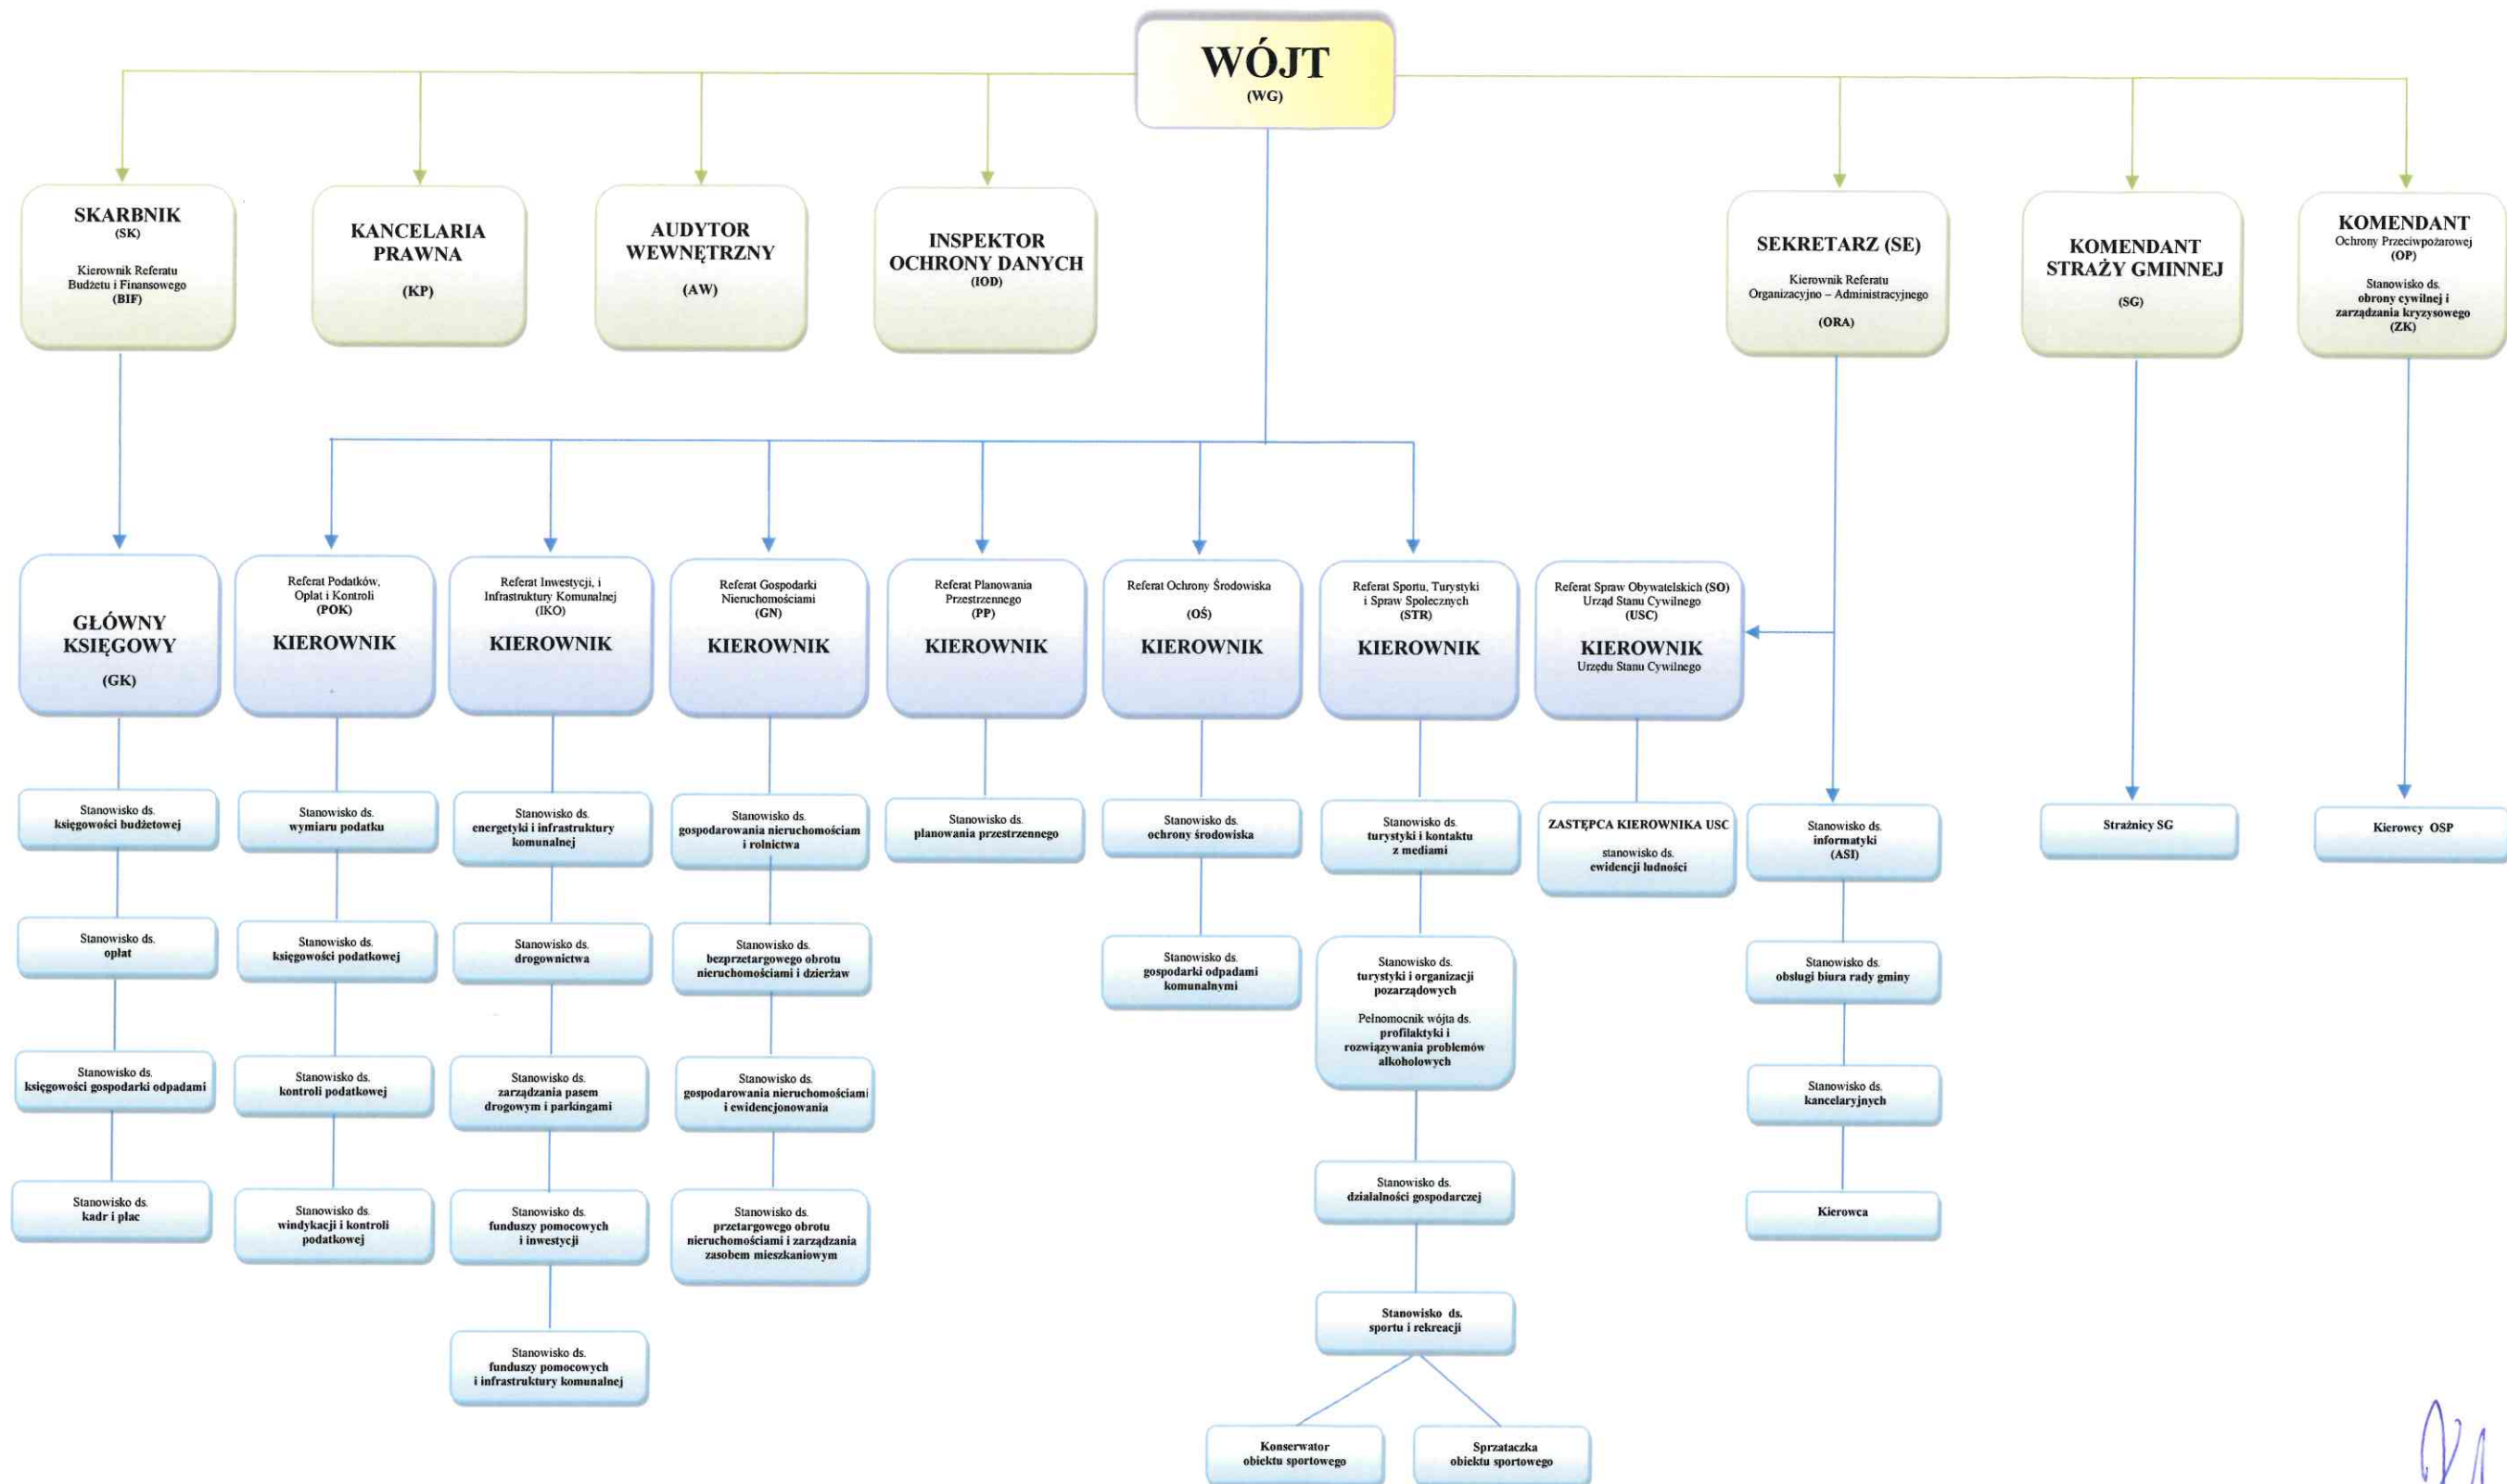 WÓJT
(WG)
SKARBNIK
(SK)
Kierownik Referatu
Budżetu i Finansowego
(BIF)
KANCELARIA
PRAWNA
(KP)
AUDYTOR
WEWNĘTRZNY
(AW)
INSPEKTOR
OCHRONY DANYCH
(IOD)
SEKRETARZ (SE)
Kierownik Referatu
Organizacyjno – Administracyjnego
(ORA)
KOMENDANT
STRAŻY GMINNEJ
(SG)
KOMENDANT
Ochrony Przeciwpożarowej
(OP)
Stanowisko ds.
obrony cywilnej i
zarządzania kryzysowego
(ZK)
GŁÓWNY
KSIĘGOWY
(GK)
Referat Podatków,
Opłat i Kontroli
(POK)
KIEROWNIK
Referat Inwestycji, i
Infrastruktury Komunalnej
(IKO)
KIEROWNIK
Referat Gospodarki
Nieruchomościami
(GN)
KIEROWNIK
Referat Planowania
Przestrzennego
(PP)
KIEROWNIK
Referat Ochrony Środowiska
(OŚ)
KIEROWNIK
Referat Sportu, Turystyki
i Spraw Społecznych
(STR)
KIEROWNIK
Referat Spraw Obywatelskich (SO)
Urząd Stanu Cywilnego
(USC)
KIEROWNIK
Urzędu Stanu Cywilnego
Stanowisko ds.
księgowości budżetowej
Stanowisko ds.
opłat
Stanowisko ds.
księgowości gospodarki odpadami
Stanowisko ds.
kadr i płac
Stanowisko ds.
wymiaru podatku
Stanowisko ds.
księgowości podatkowej
Stanowisko ds.
kontroli podatkowej
Stanowisko ds.
windykacji i kontroli
podatkowej
Stanowisko ds.
energetyki i infrastruktury
komunalnej
Stanowisko ds.
drogownictwa
Stanowisko ds.
zarządzania pasem
drogowym i parkingami
Stanowisko ds.
funduszy pomocowych
i inwestycji
Stanowisko ds.
funduszy pomocowych
i infrastruktury komunalnej
Stanowisko ds.
gospodarowania nieruchomościam
i rolnictwa
Stanowisko ds.
bezprzetargowego obrotu
nieruchomościami i dzierżaw
Stanowisko ds.
gospodarowania nieruchomościami
i ewidencjonowania
Stanowisko ds.
przetargowego obrotu
nieruchomościami i zarządzania
zasobem mieszkaniowym
Stanowisko ds.
planowania przestrzennego
Stanowisko ds.
ochrony środowiska
Stanowisko ds.
gospodarki odpadami
komunalnymi
Stanowisko ds.
turystyki i kontaktu
z mediami
Stanowisko ds.
turystyki i organizacji
pozarządowych
Pełnomocnik wójta ds.
profilaktyki i
rozwiązywania problemów
alkoholowych
Stanowisko ds.
działalności gospodarczej
Stanowisko ds.
sportu i rekreacji
Konserwator
obiektu sportowego
Sprzataczka
obiektu sportowego
ZASTĘPCA KIEROWNIKA USC
stanowisko ds.
ewidencji ludności
Stanowisko ds.
informatyki
(ASI)
Stanowisko ds.
obsługi biura rady gminy
Stanowisko ds.
kancelaryjnych
Kierowca
Strażnicy SG
Kierowcy OSP